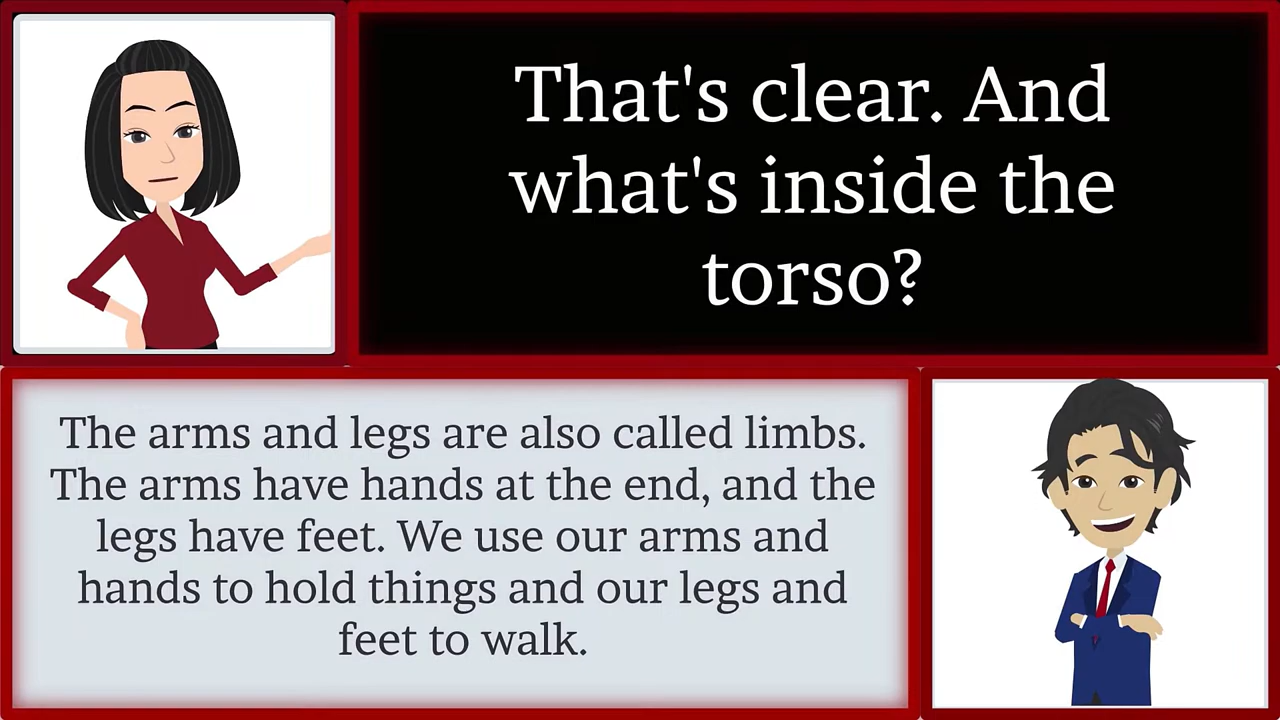 That's clear. And
what's inside the
torso?
The arms and legs are also called limbs.
The arms have hands at the end, and the
legs have feet. We use our arms and
hands to hold things and our legs and
feet to walk.